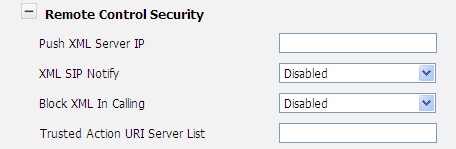 Remote Control Security
Push XML Server IP
XML SIP Notify Disabled
Block XML In Calling Disabled
Trusted Action URI Server List